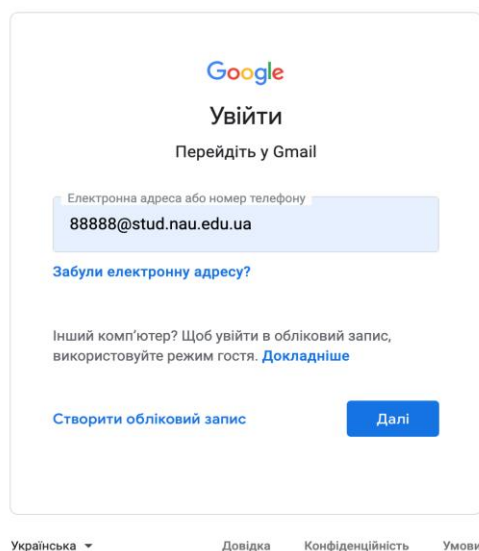 Google
Увійти
Перейдіть у Gmail
Електронна адреса або номер телефону
88888@stud.nau.edu.ua
Забули електронну адресу?
Інший комп’ютер? Щоб увійти в обліковий запис,
використовуйте режим гостя. Докладніше
Створити обліковий запис Далі
Українська Довідка Конфіденційність Умови